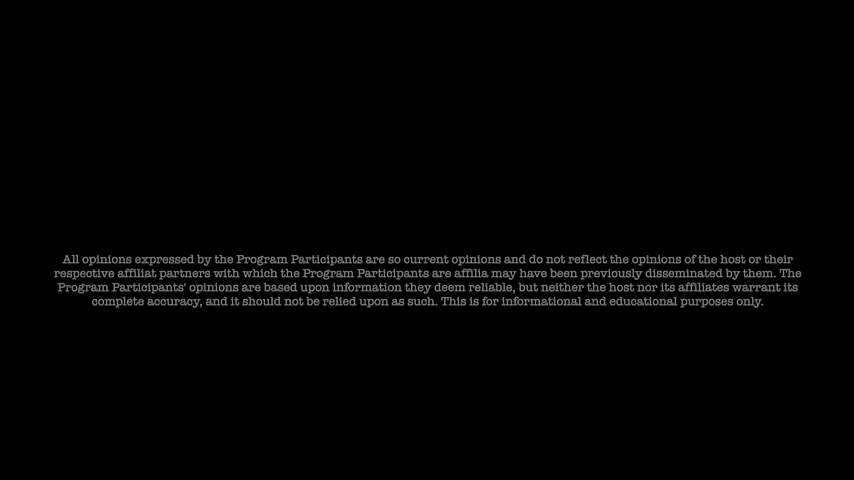 All opinions expressed by the Program Participants are so current opinions and do not reflect the opinions of the host or their
respective affiliat partners with which the Program Participants are affilia may have been previously disseminated by them. The
Program Participants' opinions are based upon information they deem reliable, but neither the host nor its affiliates warrant its
complete accuracy, and it should not be relied upon as such. This is for informational and educational purposes only.